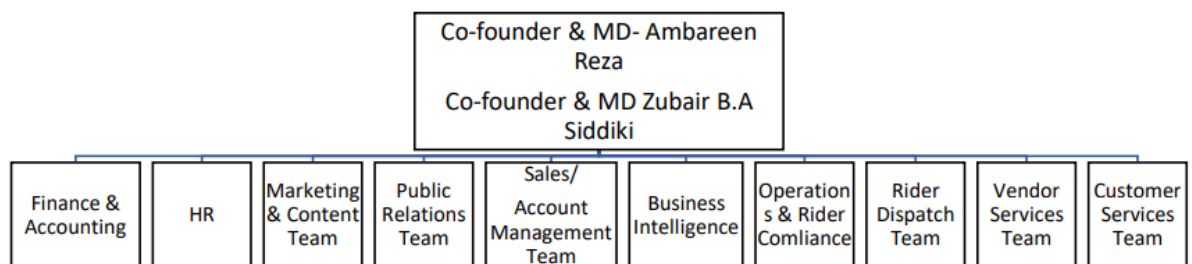 Co-founder & MD- Ambareen
Reza
Co-founder & MD Zubair B.A
Siddiki
Finance &
Accounting
HR
Marketing
& Content
Team
Public
Relations
Team
Sales/
Account
Management
Team
Business
Intelligence
Operation
s & Rider
Comliance
Rider
Dispatch
Team
Vendor
Services
Team
Customer
Services
Team